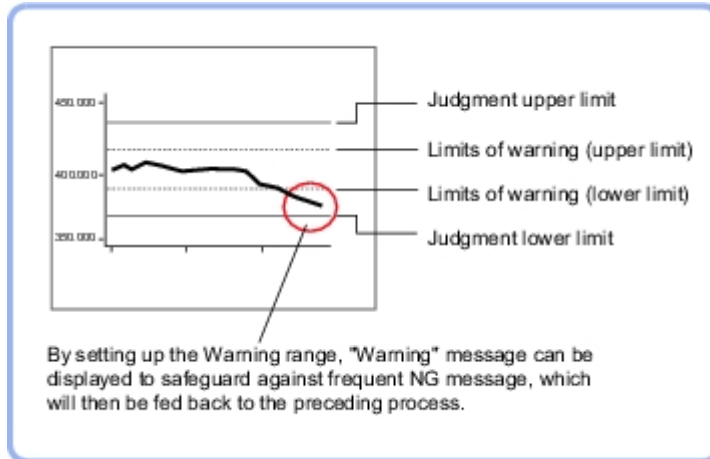 450.000
400.000
350.000
Judgment upper limit
Limits of warning (upper limit)
Limits of warning (lower limit)
Judgment lower limit
By setting up the Warning range, "Warning" message can be
displayed to safeguard against frequent NG message, which
will then be fed back to the preceding process.